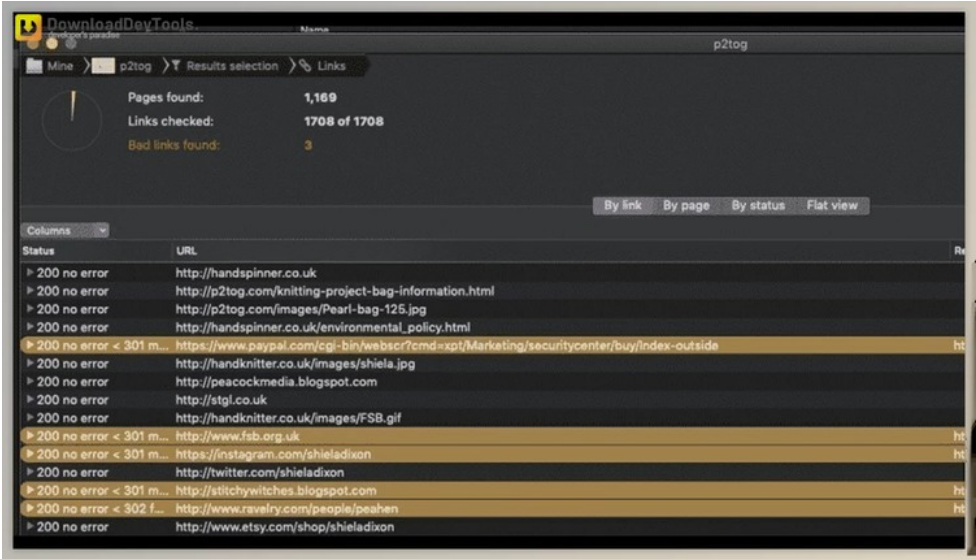 DownloadDevTools.
developer's paradise
Name
p2tog
Mine p2tog Results selection Links
Pages found: 1,169
Links checked: 1708 of 1708
Bad links found: 3
By link By page By status Flat view
Columns
Status URL Re
200 no error http://handspinner.co.uk
200 no error http://p2tog.com/knitting-project-bag-information.html
200 no error http://p2tog.com/images/Pearl-bag-125.jpg
200 no error http://handspinner.co.uk/environmental_policy.html
200 no error < 301 m... https://www.paypal.com/cgi-bin/webscr?cmd=xpt/Marketing/securitycenter/buy/Index-outside ht
200 no error http://handknitter.co.uk/images/shiela.jpg
200 no error http://peacockmedia.blogspot.com
200 no error http://stgl.co.uk
200 no error http://handknitter.co.uk/images/FSB.gif
200 no error < 301 m... http://www.fsb.org.uk ht
200 no error < 301 m... https://instagram.com/shieladixon ht
200 no error http://twitter.com/shieladixon
200 no error < 301 m... http://stitchywitches.blogspot.com ht
200 no error < 302 f... http://www.ravelry.com/people/peahen ht
200 no error http://www.etsy.com/shop/shieladixon